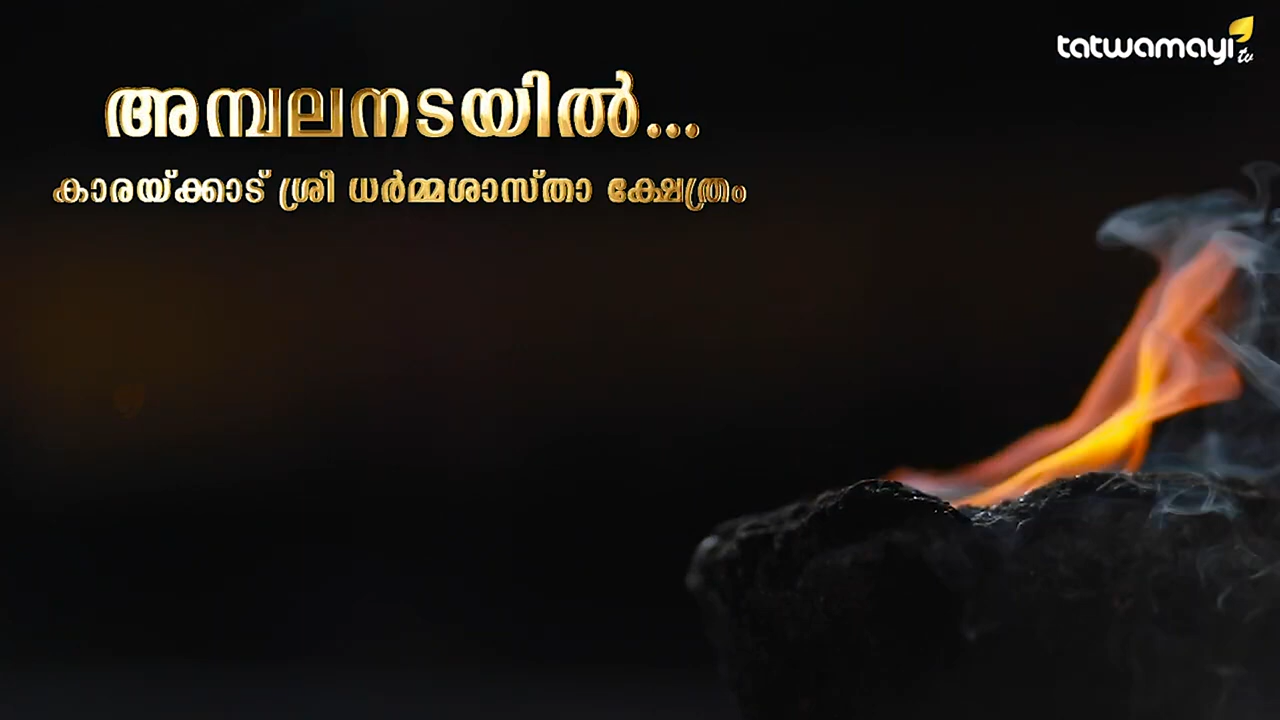 tatwamayi tv
അമ്പലനടയിൽ...
കാരയ്ക്കാട് ശ്രീ ധർമ്മശാസ്താ ക്ഷേത്രം